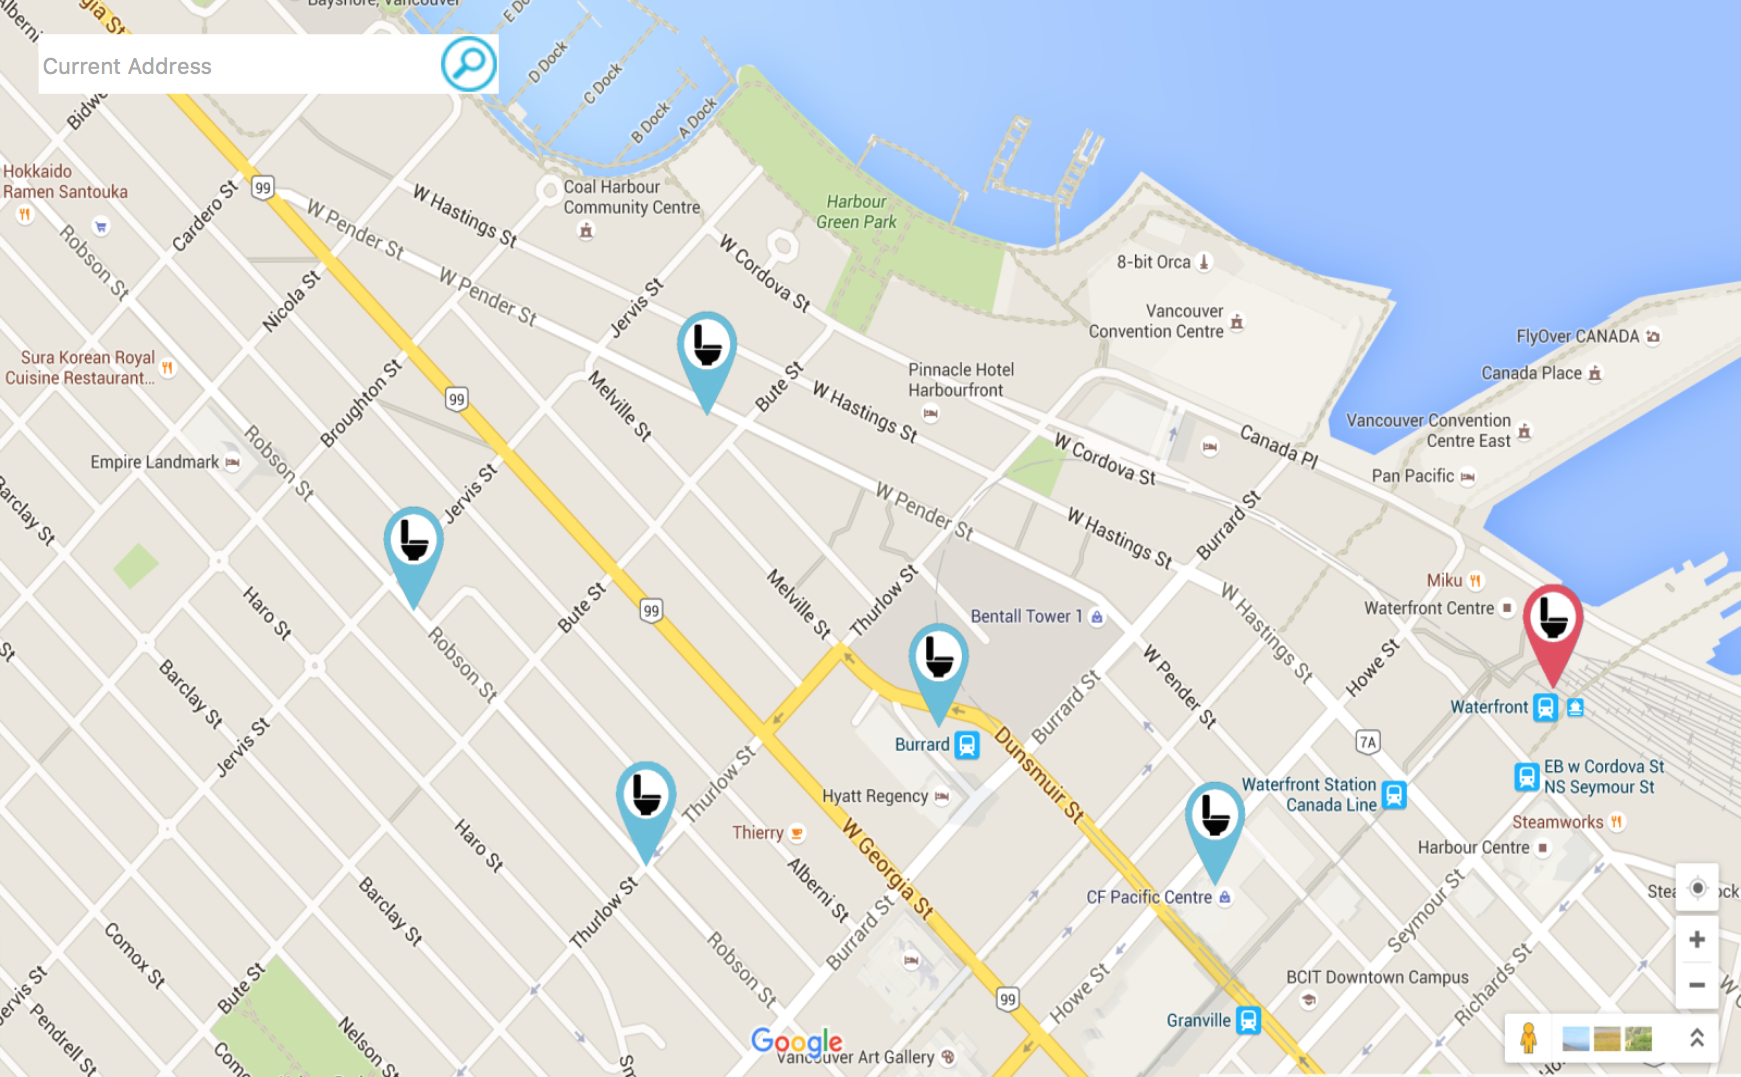 Bayshore, Vancouver
E Do
Alberni
gia St
Current Address
D Dock
C Dock
B Dock
A Dock
Bidwe
Hokkaido
Ramen Santouka
Cardero St
99
W Pender St
W Hastings St
Coal Harbour
Community Centre
Harbour
Green Park
Robson St
Nicola St
W Pender St
Jervis St
W Cordova St
8-bit Orca
Vancouver
Convention Centre
FlyOver CANADA
Canada Place
Sura Korean Royal
Cuisine Restaurant...
Broughton St
99
Melville St
Bute St
Pinnacle Hotel
Harbourfront
W Hastings St
Vancouver Convention
Centre East
Canada Pl
W Cordova St
Pan Pacific
Empire Landmark
Robson St
Jervis St
Barclay St
W Pender St
W Hastings St
Burrard St
Haro St
Bute St
99
Melville St
Thurlow St
Bentall Tower 1
W Hastings St
Miku
Waterfront Centre
St
Barclay St
Robson St
W Pender St
Howe St
Burrard St
Waterfront
Jervis St
Burrard
Dunsmuir St
7A
EB w Cordova St
NS Seymour St
Waterfront Station
Canada Line
Thurlow St
Hyatt Regency
Thierry
W Georgia St
Steamworks
Harbour Centre
Haro St
Alberni St
CF Pacific Centre
Barclay St
Thurlow St
Burrard St
Seymour St
Comox St
Robson St
Bute St
Howe St
99
BCIT Downtown Campus
Richards St
Granville
ervis St
Pendrell St
Nelson St
Google
Vancouver Art Gallery